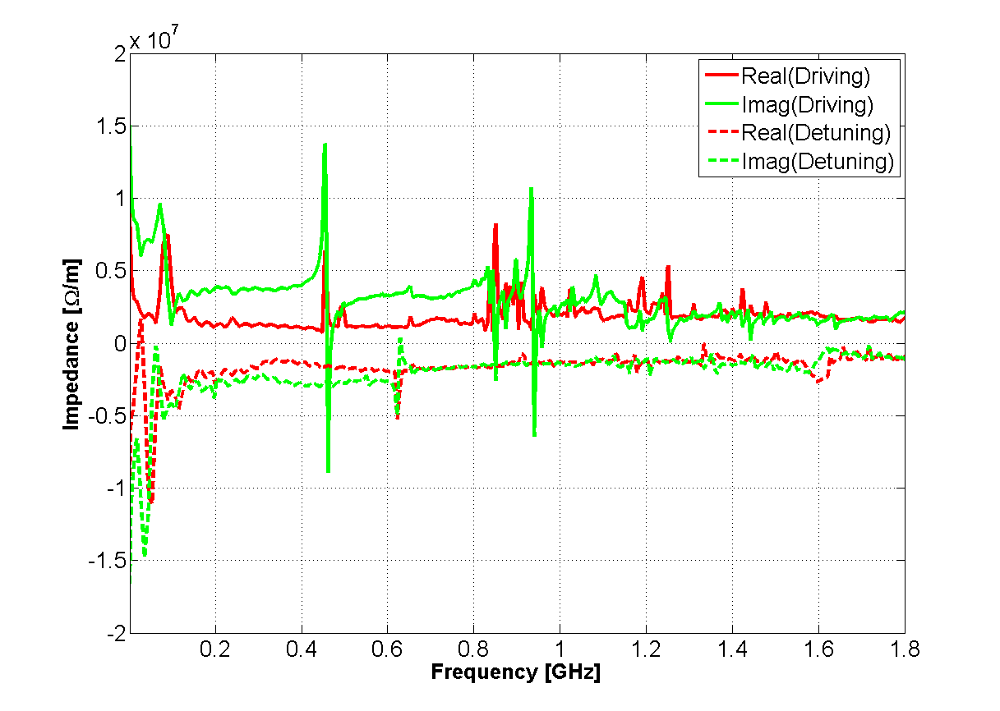 x 10^7
2
1.5
1
0.5
0
-0.5
-1
-1.5
-2
Impedance [Ω/m]
Real(Driving)
Imag(Driving)
Real(Detuning)
Imag(Detuning)
0.2 0.4 0.6 0.8 1 1.2 1.4 1.6 1.8
Frequency [GHz]